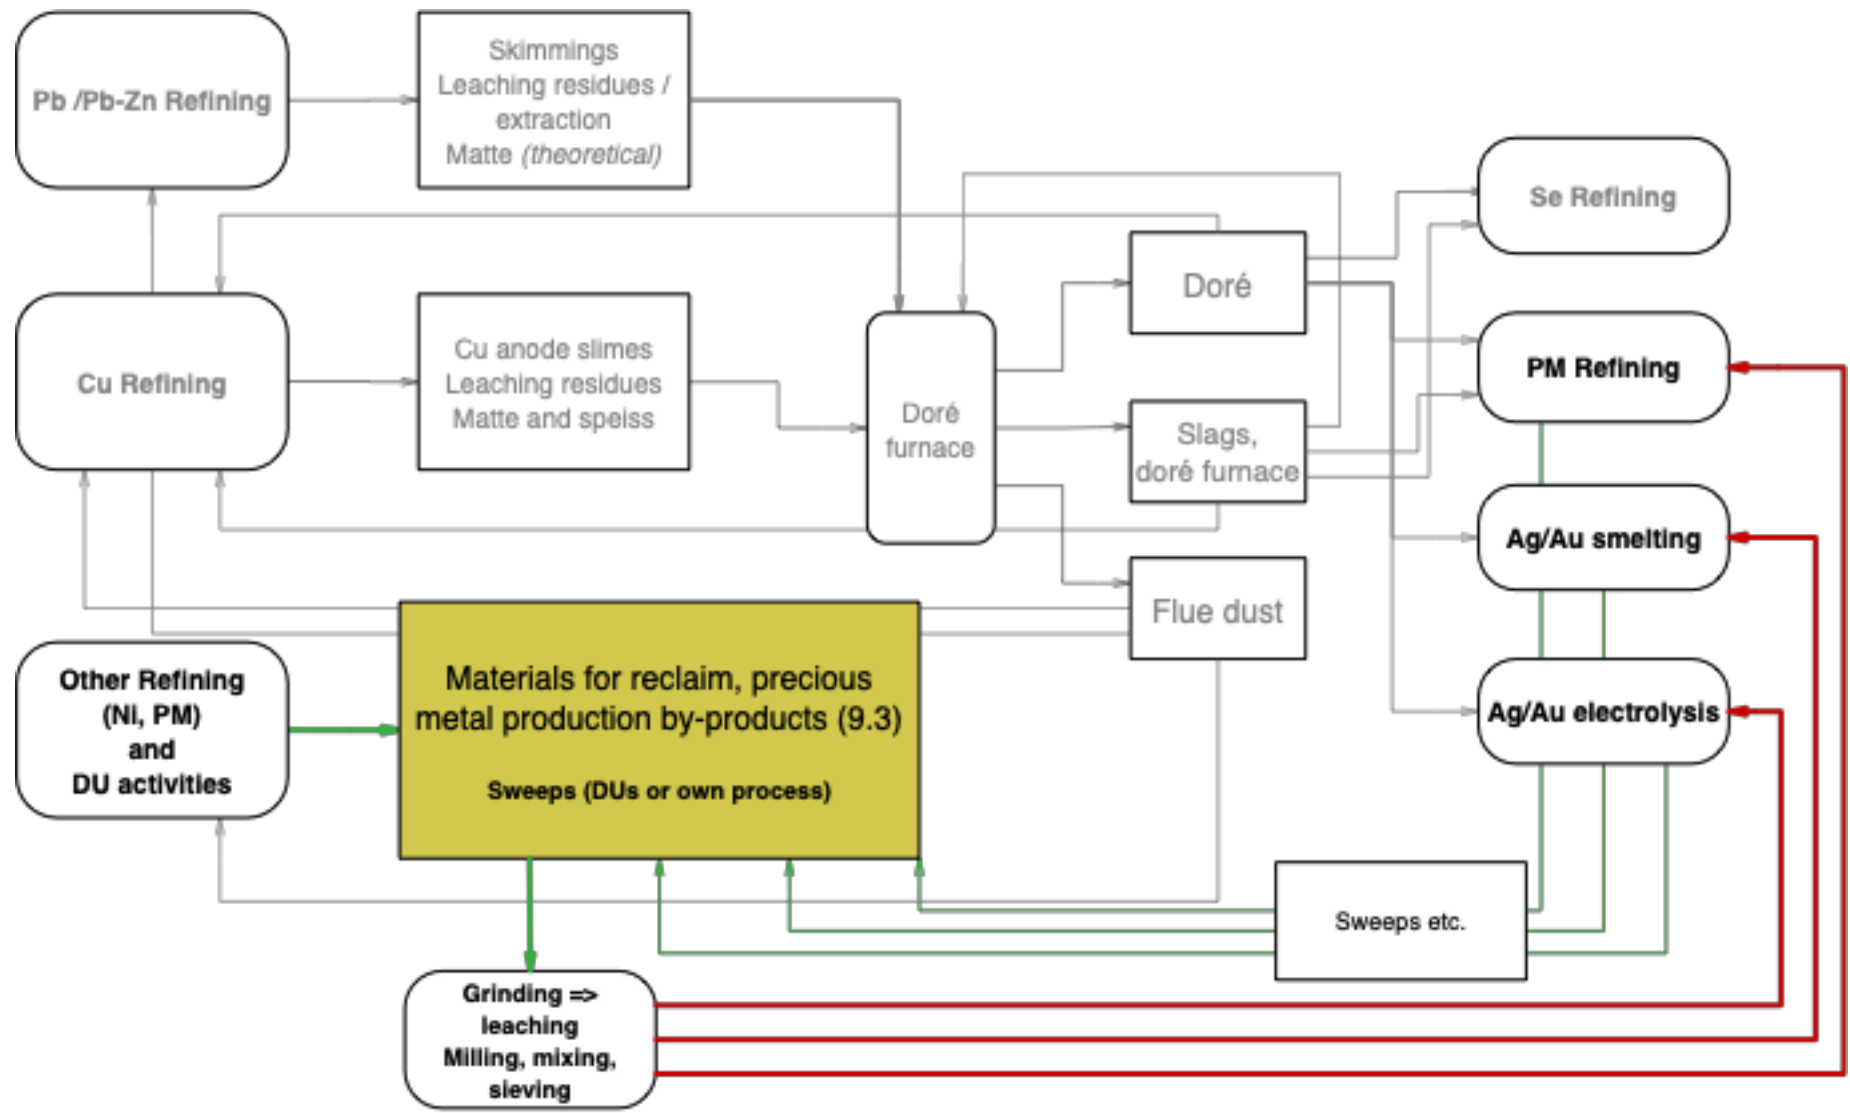 Pb /Pb-Zn Refining
Skimmings
Leaching residues /
extraction
Matte (theoretical)
Se Refining
Doré
Cu Refining
Cu anode slimes
Leaching residues
Matte and speiss
Doré
furnace
PM Refining
Slags,
doré furnace
Ag/Au smelting
Flue dust
Other Refining
(Ni, PM)
and
DU activities
Materials for reclaim, precious
metal production by-products (9.3)
Sweeps (DUs or own process)
Ag/Au electrolysis
Sweeps etc.
Grinding =>
leaching
Milling, mixing,
sieving